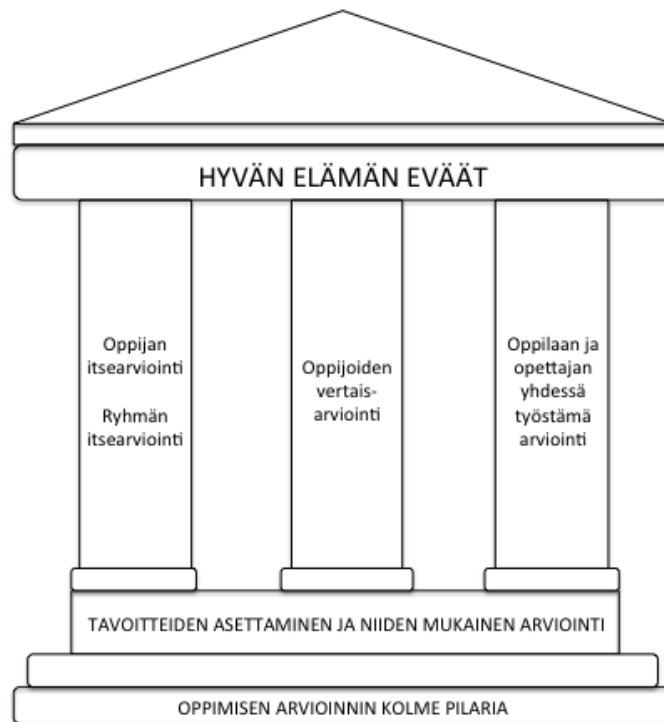 HYVÄN ELÄMÄN EVÄÄT
Oppijan
itsearviointi
Ryhmän
itsearviointi
Oppijoiden
vertais-
arviointi
Oppilaan ja
opettajan
yhdessä
työstämä
arviointi
TAVOITTEIDEN ASETTAMINEN JA NIIDEN MUKAINEN ARVIOINTI
OPPIMISEN ARVIOINNIN KOLME PILARIA